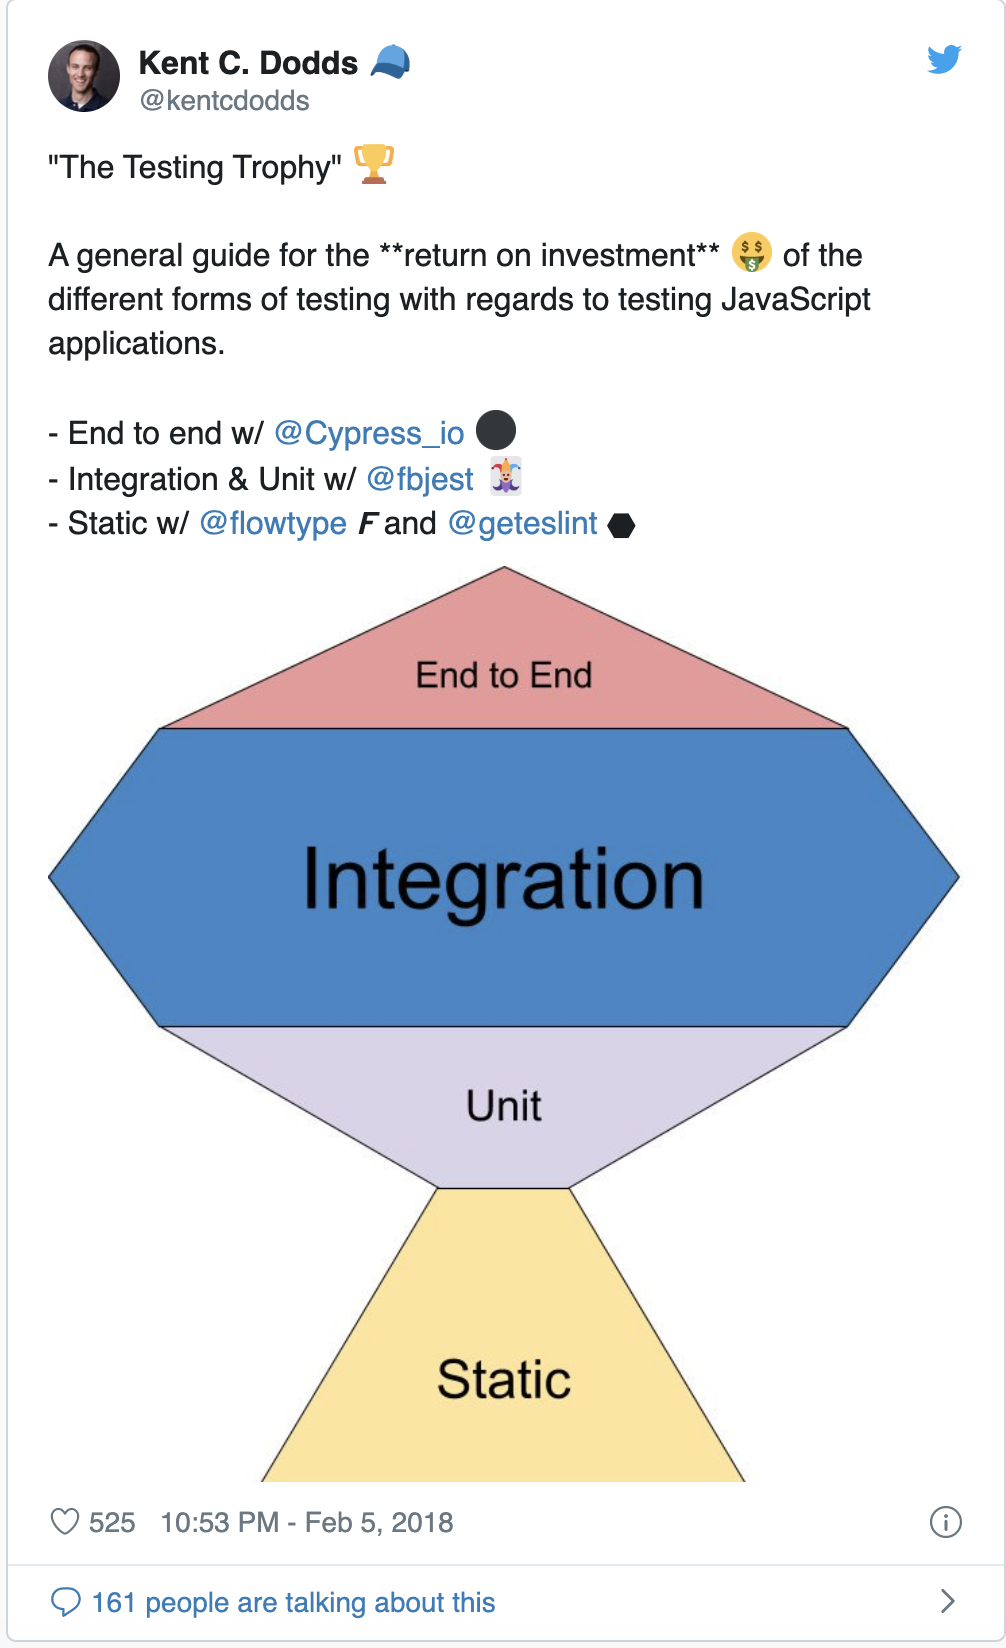 Kent C. Dodds 🧢
@kentcdodds
"The Testing Trophy" 🏆
A general guide for the **return on investment** 🤑 of the
different forms of testing with regards to testing JavaScript
applications.
- End to end w/ @Cypress_io ⚫
- Integration & Unit w/ @fbjest 🃏
- Static w/ @flowtype 𝙁 and @geteslint ⬣
End to End
Integration
Unit
Static
525 10:53 PM - Feb 5, 2018
161 people are talking about this